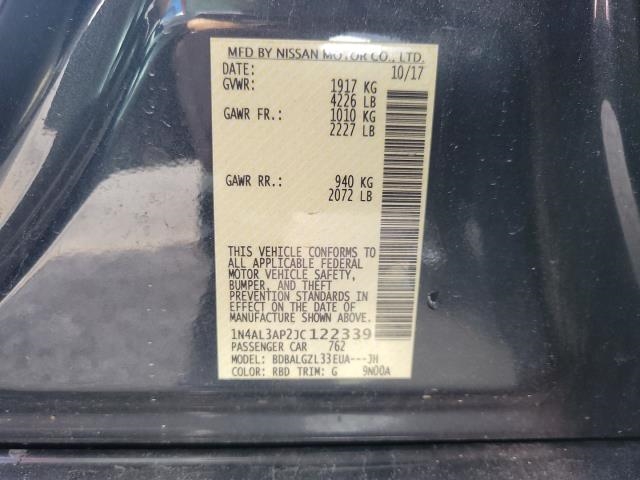 MFD BY NISSAN MOTOR CO., LTD.
DATE: 10/17
GVWR: 1917 KG
4226 LB
GAWR FR.: 1010 KG
2227 LB
GAWR RR.: 940 KG
2072 LB
THIS VEHICLE CONFORMS TO
ALL APPLICABLE FEDERAL
MOTOR VEHICLE SAFETY,
BUMPER, AND THEFT
PREVENTION STANDARDS IN
EFFECT ON THE DATE OF
MANUFACTURE SHOWN ABOVE.
1N4AL3AP2JC122339
PASSENGER CAR 762
MODEL: BDBALGZL33EUA---JH
COLOR: RBD TRIM: G 9N00A